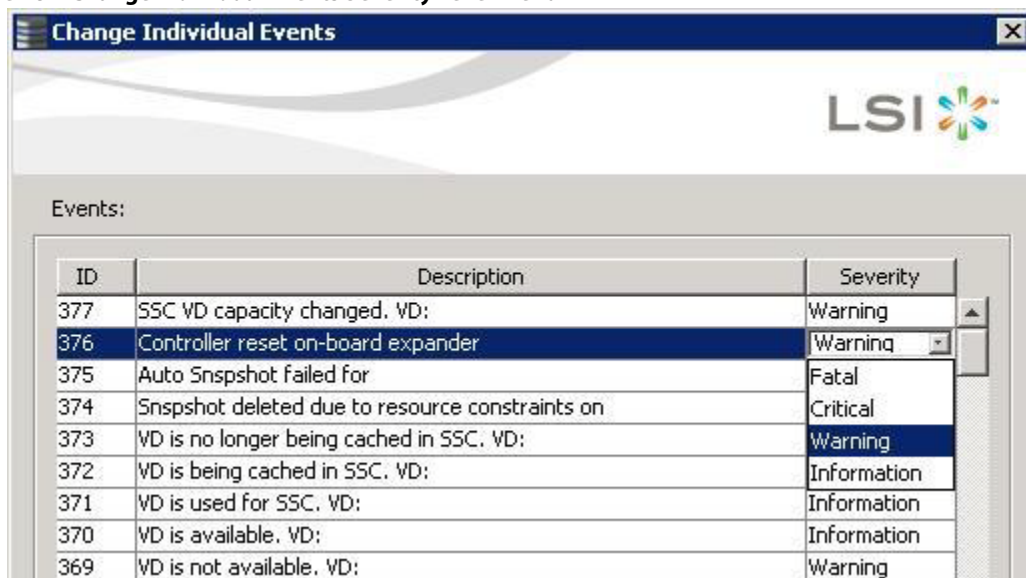 Change Individual Events
LSI
Events:
ID Description Severity
377 SSC VD capacity changed. VD: Warning
376 Controller reset on-board expander Warning
375 Auto Snspshot failed for Fatal
374 Snspshot deleted due to resource constraints on Critical
373 VD is no longer being cached in SSC. VD: Warning
372 VD is being cached in SSC. VD: Information
371 VD is used for SSC. VD: Information
370 VD is available. VD: Information
369 VD is not available. VD: Warning